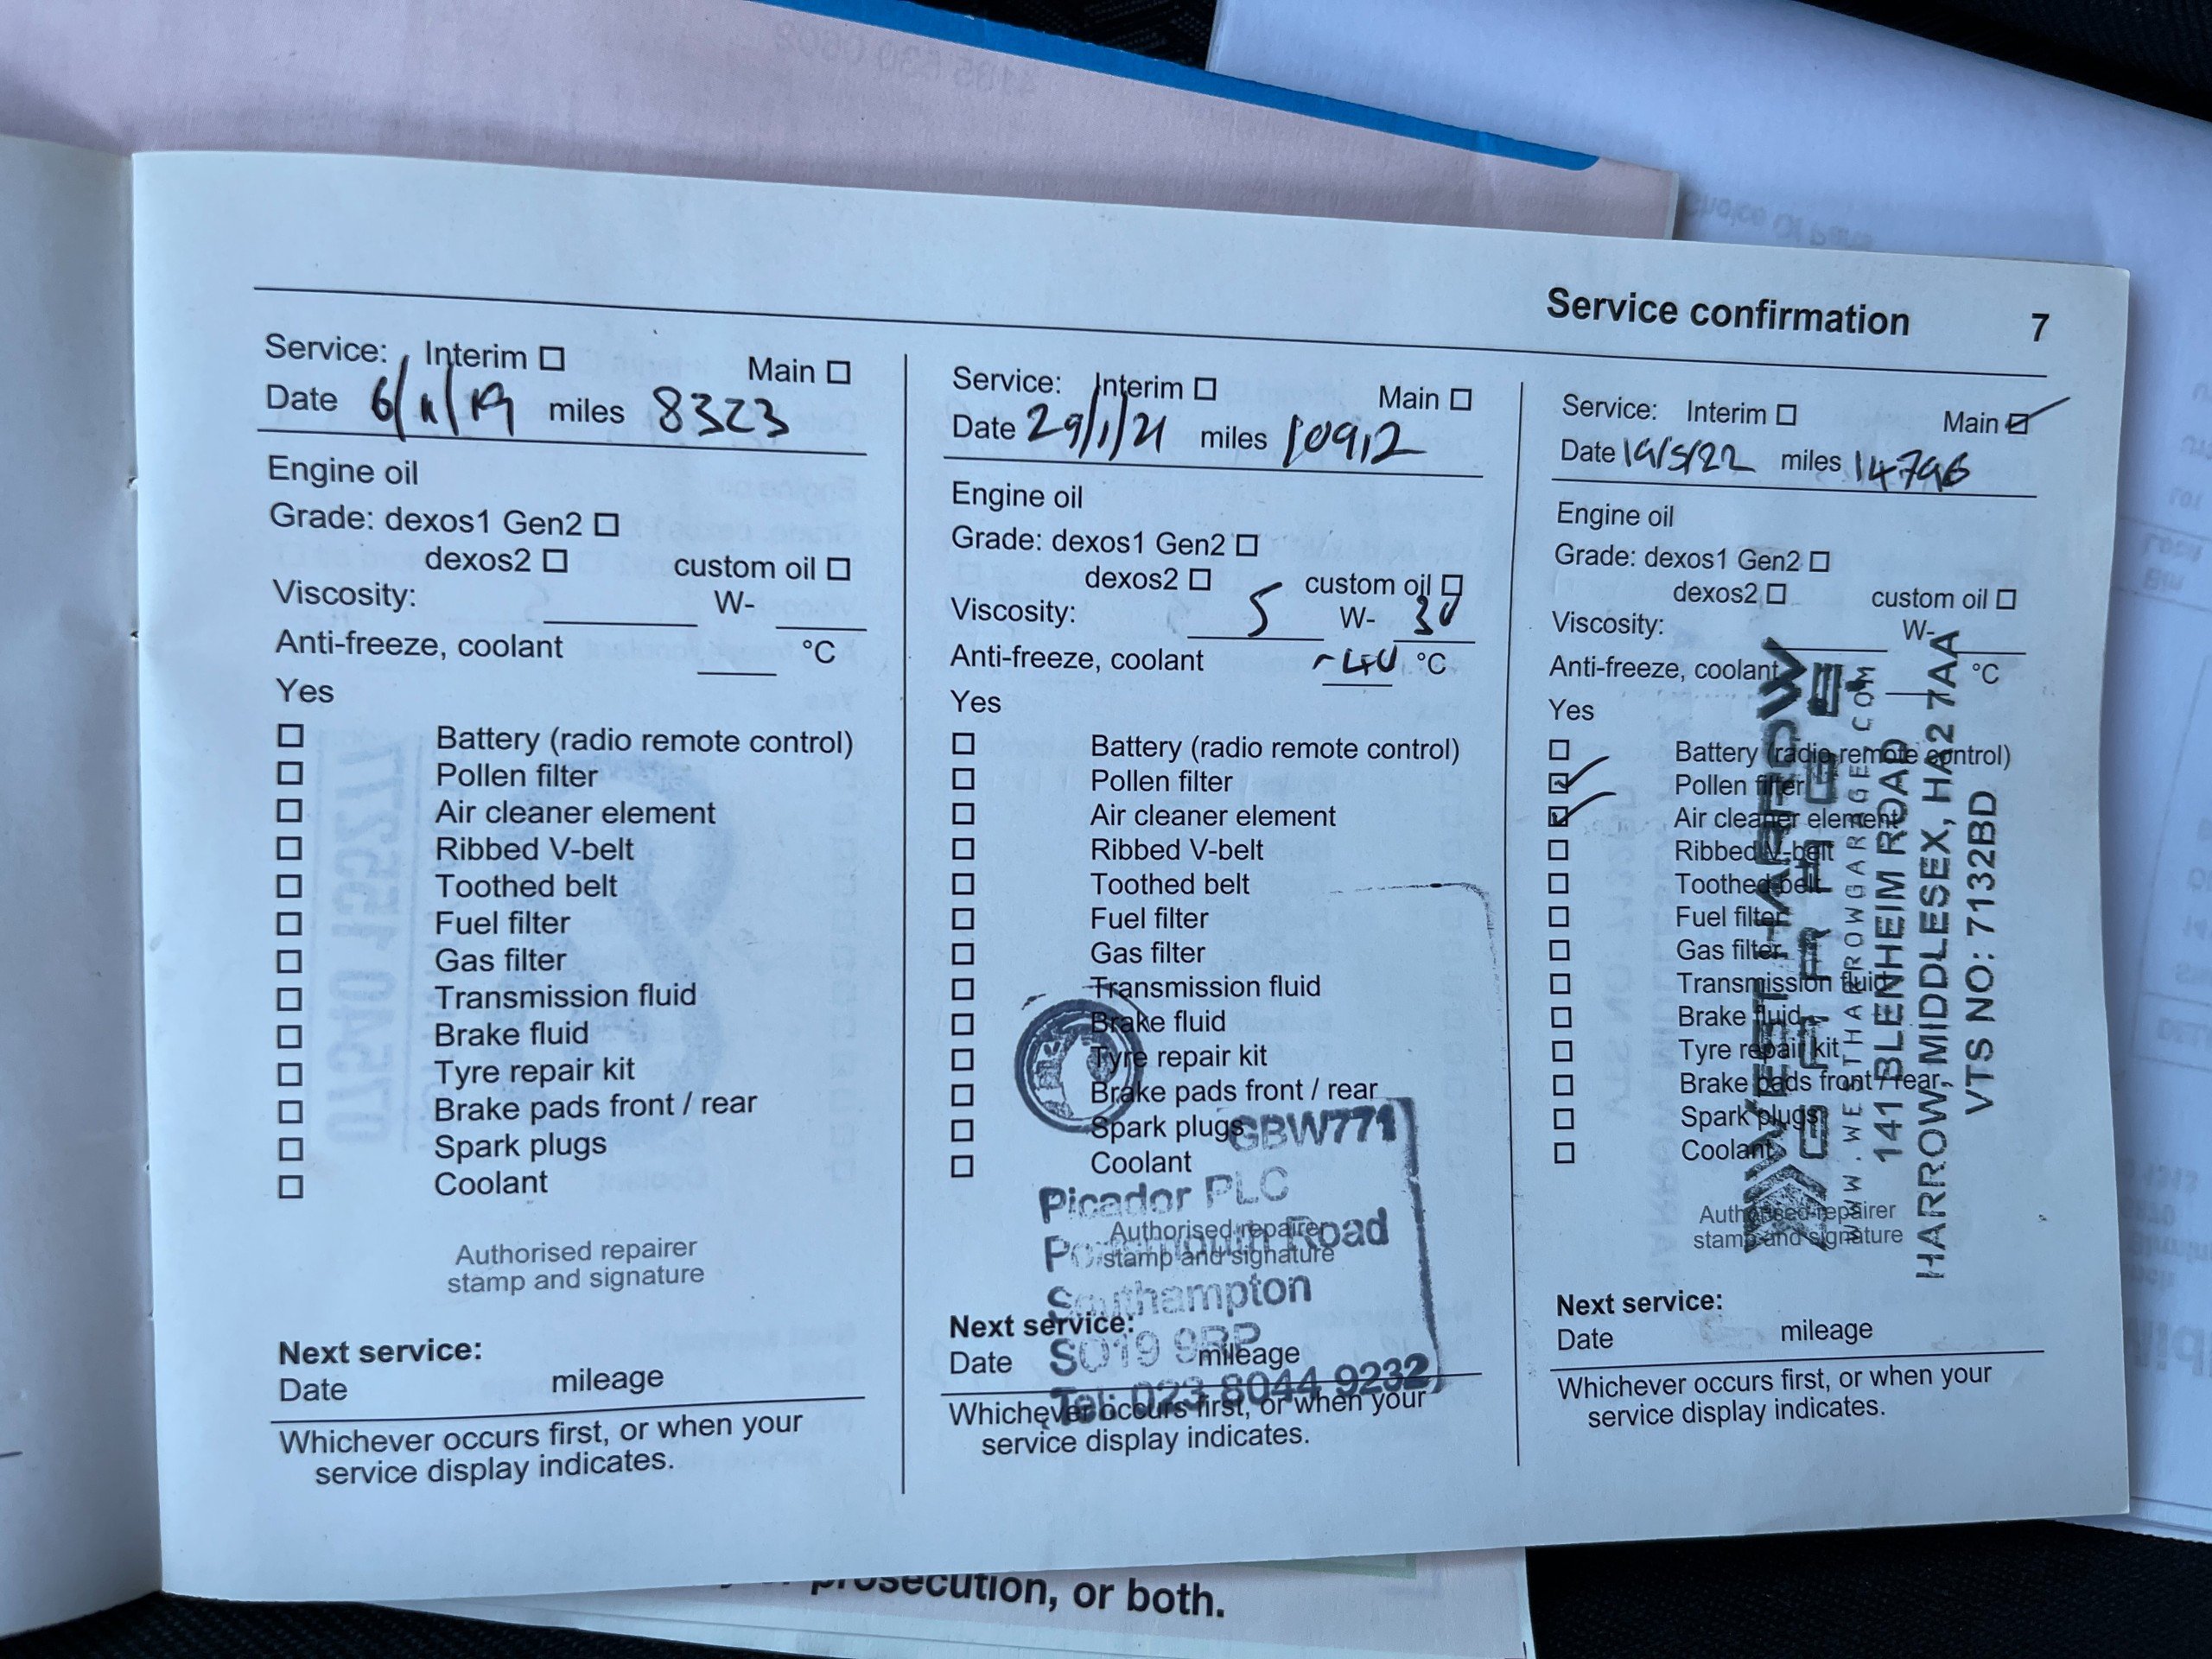 Service confirmation 7
Service: Interim ☐ Main ☐
Date 6/11/19 miles 8323
Engine oil
Grade: dexos1 Gen2 ☐
dexos2 ☐ custom oil ☐
Viscosity: W-
Anti-freeze, coolant °C
Yes
☐ Battery (radio remote control)
☐ Pollen filter
☐ Air cleaner element
☐ Ribbed V-belt
☐ Toothed belt
☐ Fuel filter
☐ Gas filter
☐ Transmission fluid
☐ Brake fluid
☐ Tyre repair kit
☐ Brake pads front / rear
☐ Spark plugs
☐ Coolant
Authorised repairer
stamp and signature
Next service:
Date mileage
Whichever occurs first, or when your
service display indicates.
Service: Interim ☐ Main ☐
Date 29/1/21 miles 10912
Engine oil
Grade: dexos1 Gen2 ☐
dexos2 ☐ custom oil ☐
Viscosity: 5 W- 30
Anti-freeze, coolant -40 °C
Yes
☐ Battery (radio remote control)
☐ Pollen filter
☐ Air cleaner element
☐ Ribbed V-belt
☐ Toothed belt
☐ Fuel filter
☐ Gas filter
☐ Transmission fluid
☐ Brake fluid
☐ Tyre repair kit
☐ Brake pads front / rear
☐ Spark plugs
☐ Coolant
GBW771
Picador PLC
Portsmouth Road
Southampton
SO19 9RP
Tel: 023 8044 9232
Authorised repairer
stamp and signature
Next service:
Date mileage
Whichever occurs first, or when your
service display indicates.
Service: Interim ☐ Main ☑
Date 19/5/22 miles 14796
Engine oil
Grade: dexos1 Gen2 ☐
dexos2 ☐ custom oil ☐
Viscosity: W-
Anti-freeze, coolant °C
Yes
☐ Battery (radio remote control)
☑ Pollen filter
☑ Air cleaner element
☐ Ribbed V-belt
☐ Toothed belt
☐ Fuel filter
☐ Gas filter
☐ Transmission fluid
☐ Brake fluid
☐ Tyre repair kit
☐ Brake pads front / rear
☐ Spark plugs
☐ Coolant
WEST HARROW
GARAGE
WWW.WESTHARROWGARAGE.COM
141 BLENHEIM ROAD
HARROW, MIDDLESEX, HA2 7AA
VTS NO: 7132BD
Authorised repairer
stamp and signature
Next service:
Date mileage
Whichever occurs first, or when your
service display indicates.
prosecution, or both.